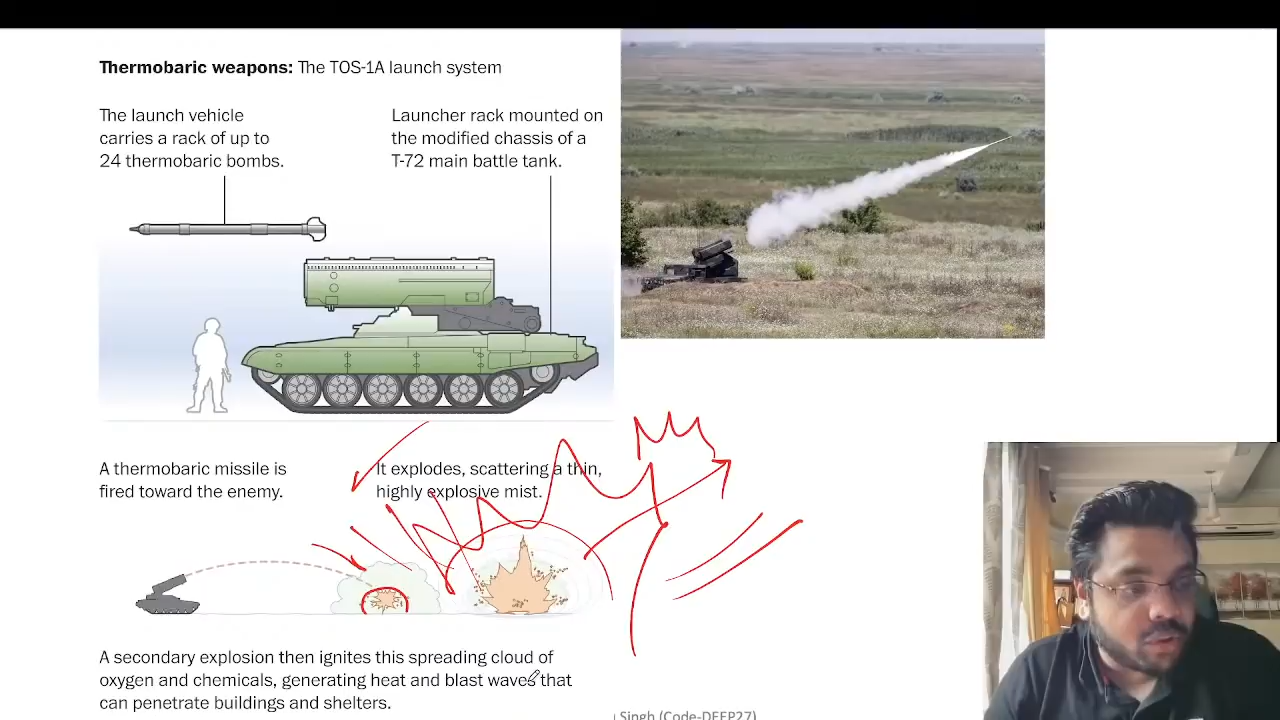 Thermobaric weapons: The TOS-1A launch system
The launch vehicle
carries a rack of up to
24 thermobaric bombs.
Launcher rack mounted on
the modified chassis of a
T-72 main battle tank.
A thermobaric missile is
fired toward the enemy.
It explodes, scattering a thin,
highly explosive mist.
A secondary explosion then ignites this spreading cloud of
oxygen and chemicals, generating heat and blast waves that
can penetrate buildings and shelters.
Singh (Code-DEEP27)